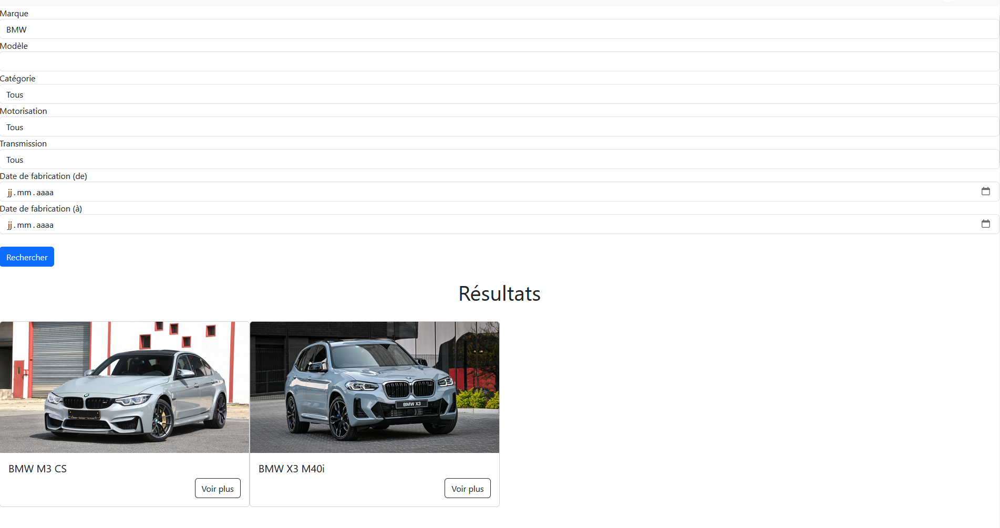 Marque
BMW
Modèle
Catégorie
Tous
Motorisation
Tous
Transmission
Tous
Date de fabrication (de)
jj.mm.aaaa
Date de fabrication (à)
jj.mm.aaaa
Rechercher
Résultats
BMW X3
BMW M3 CS
BMW X3 M40i
Voir plus
Voir plus